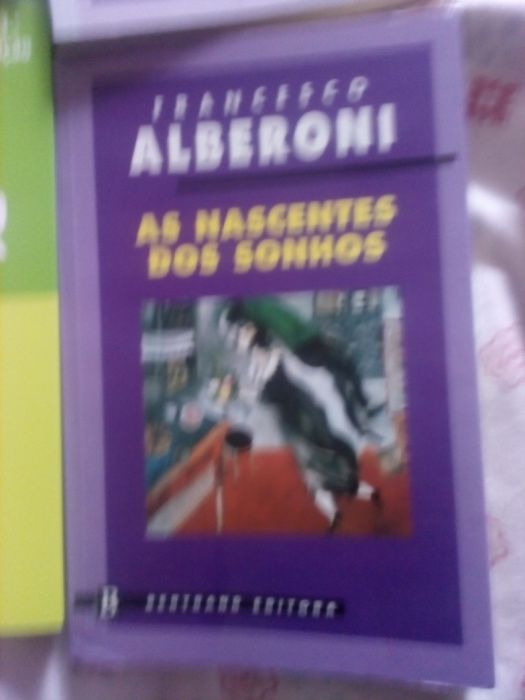 FRANCESCO
ALBERONI
AS NASCENTES
DOS SONHOS
BERTRAND EDITORA